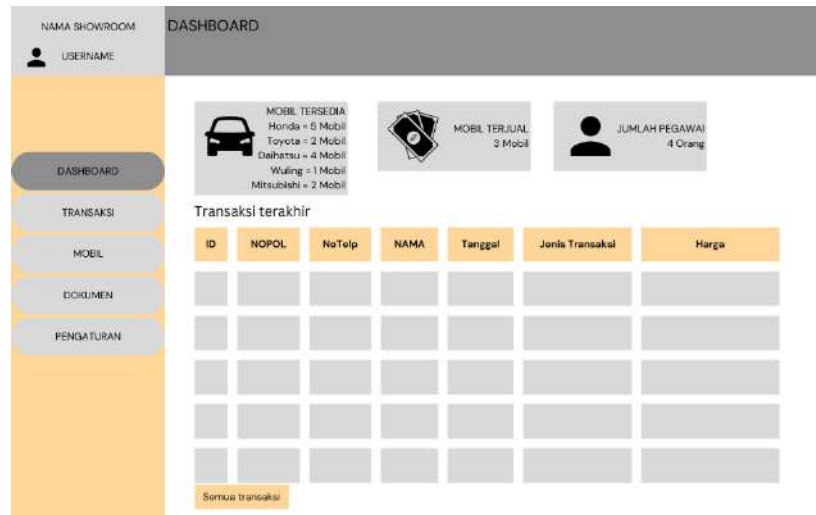 NAMA SHOWROOM
USERNAME
DASHBOARD
DASHBOARD
TRANSAKSI
MOBIL
DOKUMEN
PENGATURAN
MOBIL TERSEDIA
Honda = 5 Mobil
Toyota = 2 Mobil
Daihatsu = 4 Mobil
Wuling = 1 Mobil
Mitsubishi = 2 Mobil
MOBIL TERJUAL
3 Mobil
JUMLAH PEGAWAI
4 Orang
Transaksi terakhir
ID NOPOL NoTelp NAMA Tanggal Jenis Transaksi Harga
Semua transaksi